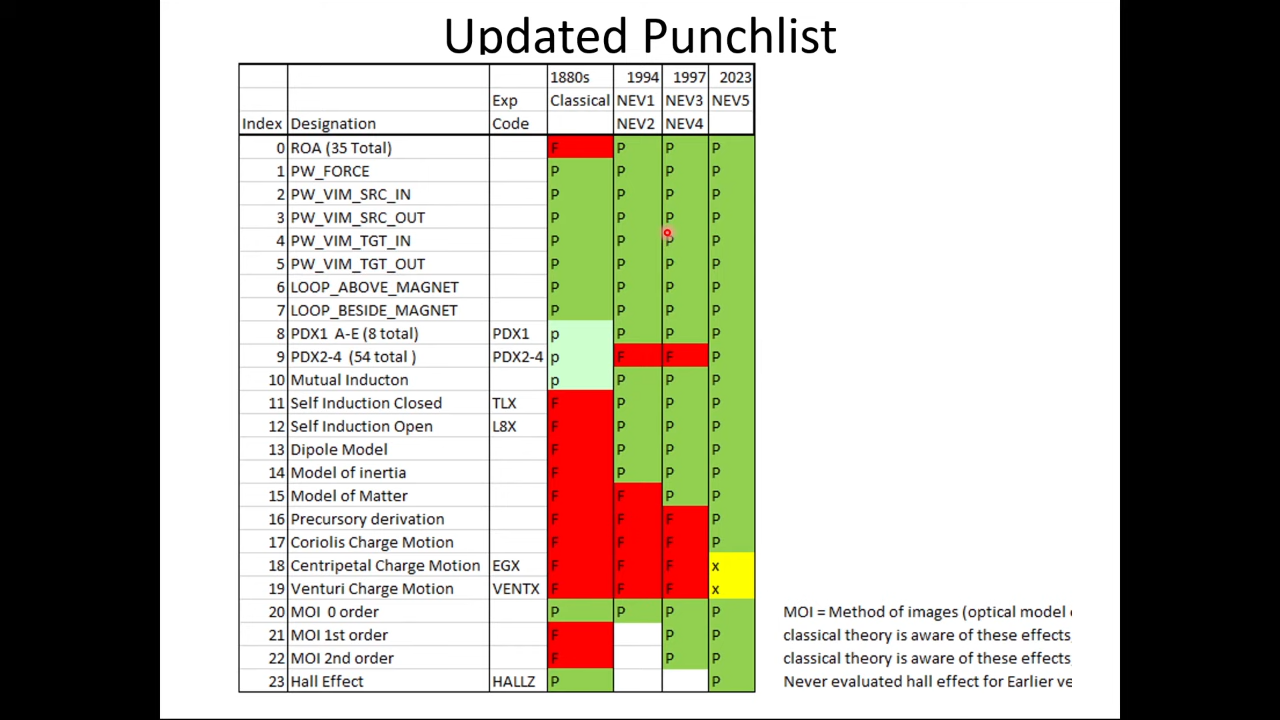 Updated Punchlist
1880s 1994 1997 2023
Exp Classical NEV1 NEV3 NEV5
Index Designation Code NEV2 NEV4
0 ROA (35 Total) F P P P
1 PW_FORCE P P P P
2 PW_VIM_SRC_IN P P P P
3 PW_VIM_SRC_OUT P P P P
4 PW_VIM_TGT_IN P P P P
5 PW_VIM_TGT_OUT P P P P
6 LOOP_ABOVE_MAGNET P P P P
7 LOOP_BESIDE_MAGNET P P P P
8 PDX1 A-E (8 total) PDX1 p P P P
9 PDX2-4 (54 total ) PDX2-4 p F F P
10 Mutual Inducton p P P P
11 Self Induction Closed TLX F P P P
12 Self Induction Open L8X F P P P
13 Dipole Model F P P P
14 Model of inertia F P P P
15 Model of Matter F F P P
16 Precursory derivation F F F P
17 Coriolis Charge Motion F F F P
18 Centripetal Charge Motion EGX F F F x
19 Venturi Charge Motion VENTX F F F x
20 MOI 0 order P P P P MOI = Method of images (optical model
21 MOI 1st order F P P classical theory is aware of these effects,
22 MOI 2nd order F P P classical theory is aware of these effects,
23 Hall Effect HALLZ P P Never evaluated hall effect for Earlier ve